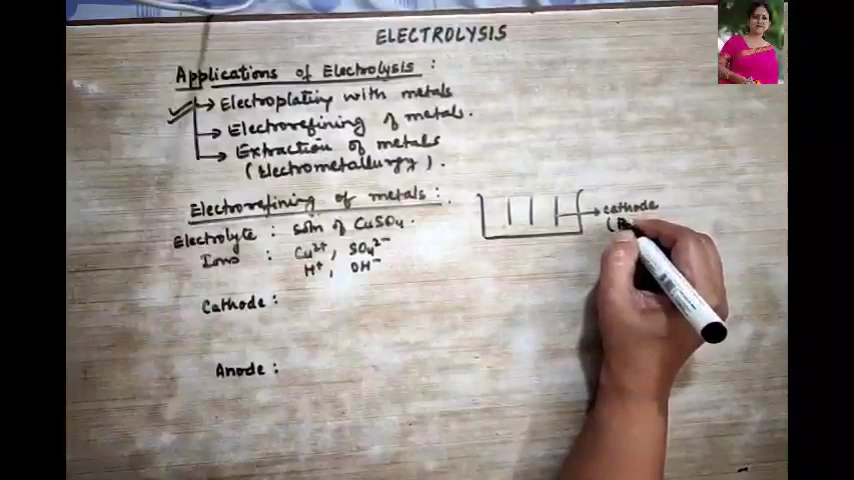 ELECTROLYSIS
Applications of Electrolysis :
Electroplating with metals
Electrorefining of metals.
Extraction of metals
(Electrometallurgy).
Electrorefining of metals :
Electrolyte : soln of CuSO₄.
Ions : Cu²⁺, SO₄²⁻
H⁺, OH⁻
cathode
(
Cathode :
Anode :